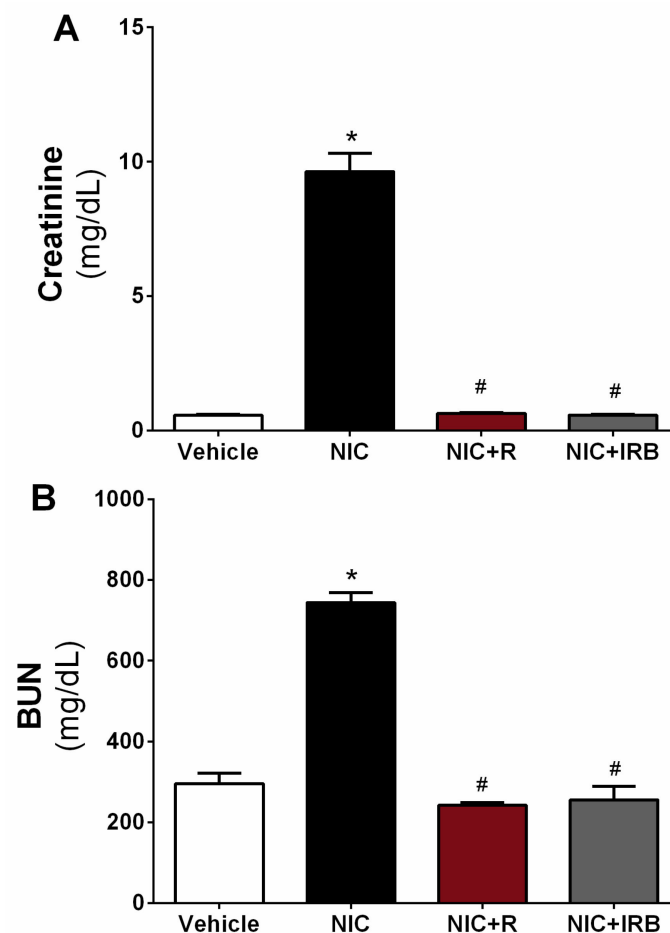 A
Creatinine
(mg/dL)
15
10
5
0
*
#
#
Vehicle
NIC
NIC+R
NIC+IRB
B
BUN
(mg/dL)
1000
800
600
400
200
0
*
#
#
Vehicle
NIC
NIC+R
NIC+IRB